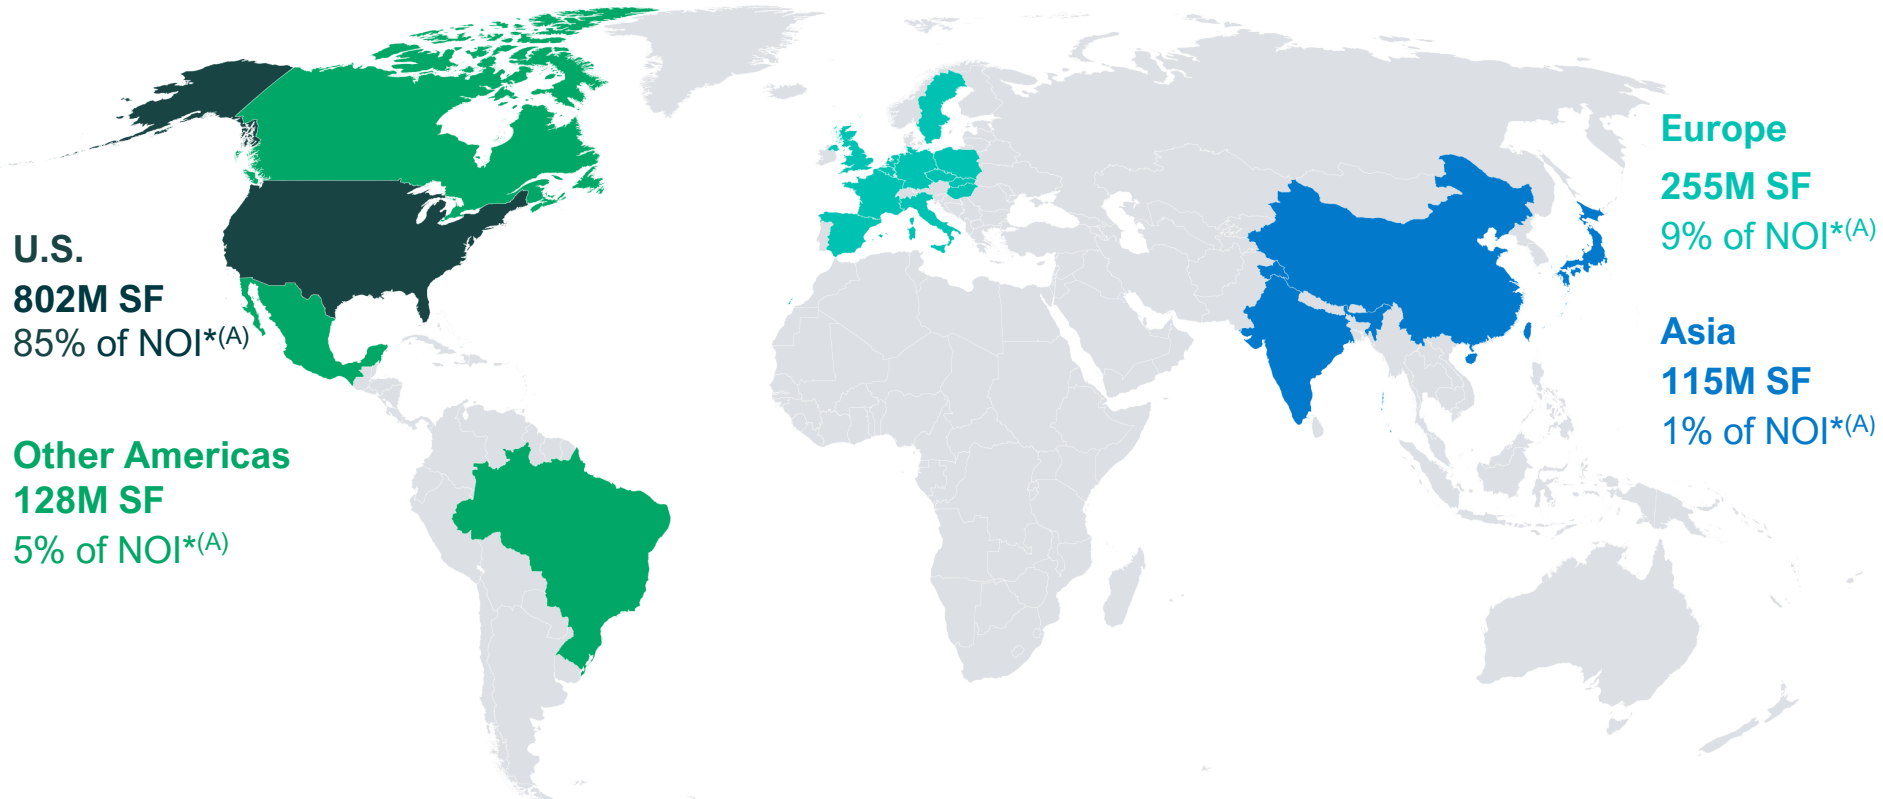 U.S.
802M SF
85% of NOI*(A)
Other Americas
128M SF
5% of NOI*(A)
Europe
255M SF
9% of NOI*(A)
Asia
115M SF
1% of NOI*(A)